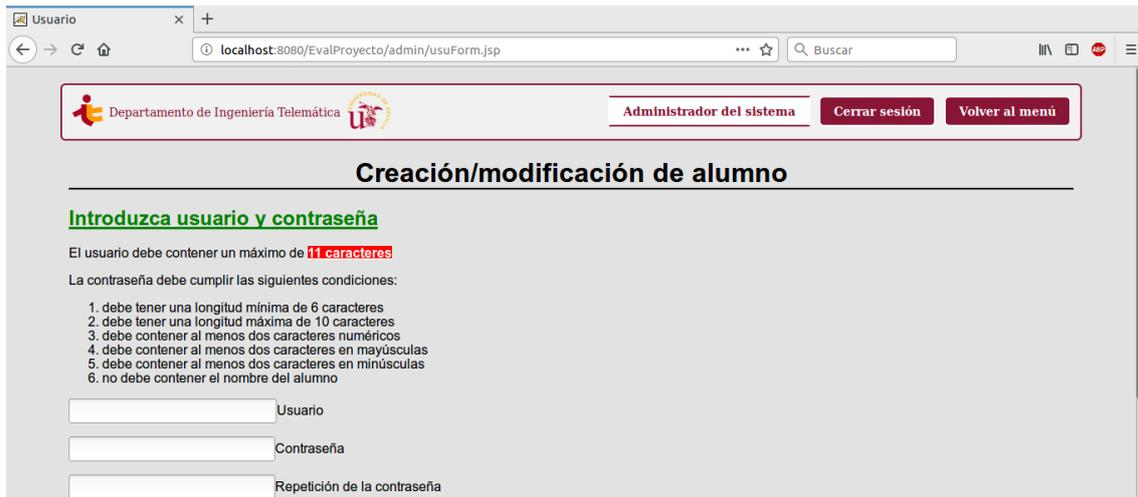 Usuario
localhost:8080/EvalProyecto/admin/usuForm.jsp
Buscar
ABP
Departamento de Ingeniería Telemática
Administrador del sistema
Cerrar sesión
Volver al menú
Creación/modificación de alumno
Introduzca usuario y contraseña
El usuario debe contener un máximo de 11 caracteres
La contraseña debe cumplir las siguientes condiciones:
1. debe tener una longitud mínima de 6 caracteres
2. debe tener una longitud máxima de 10 caracteres
3. debe contener al menos dos caracteres numéricos
4. debe contener al menos dos caracteres en mayúsculas
5. debe contener al menos dos caracteres en minúsculas
6. no debe contener el nombre del alumno
Usuario
Contraseña
Repetición de la contraseña